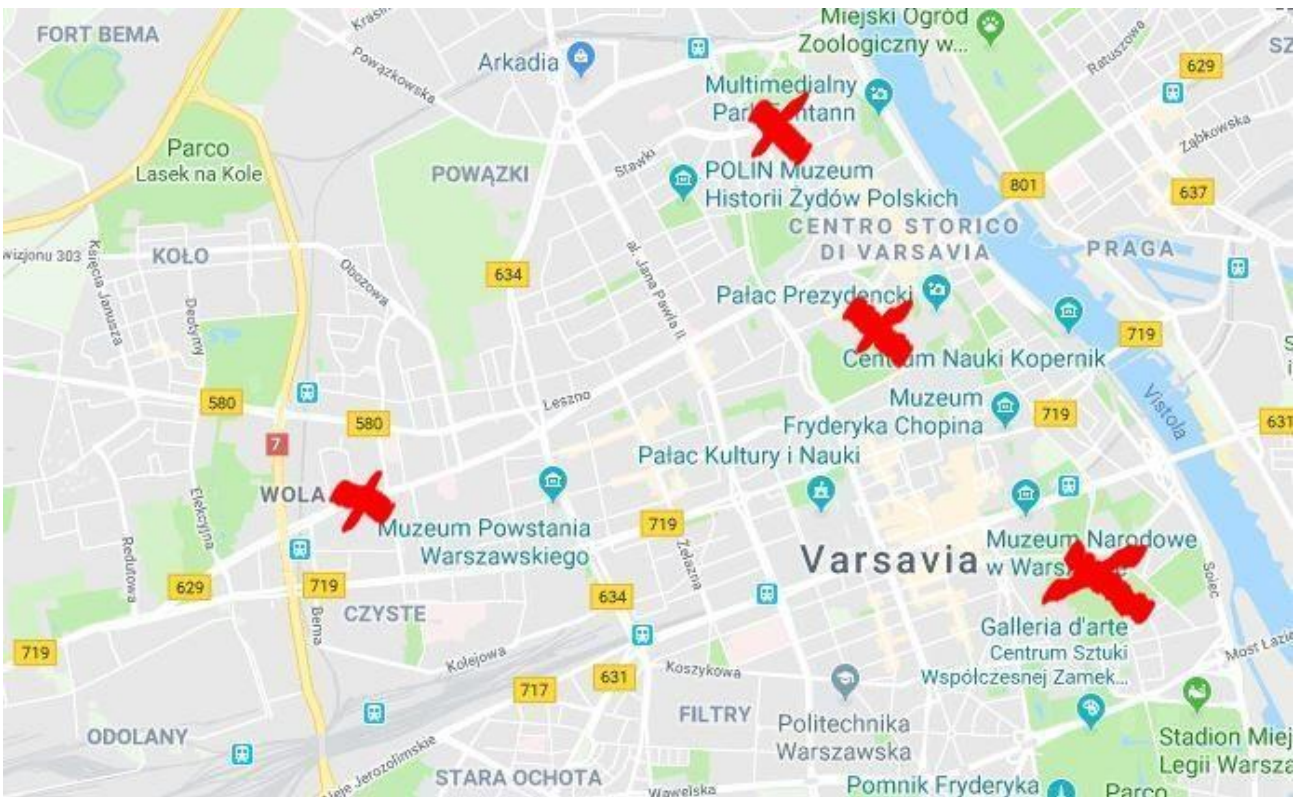 FORT BEMA
Powązkowska
Arkadia
Miejski Ogród
Zoologiczny w...
Ratuszowa
629
Multimedialny
Park
Ząbkowska
Parco
Lasek na Kole
POWĄZKI
Stawki
POLIN Muzeum
Historii Żydów Polskich
801
637
CENTRO STORICO
DI VARSAVIA
PRAGA
wizjonu 303
Księcia Janusza
KOŁO
Obozowa
634
al. Jana Pawła II
Deotymy
Pałac Prezydencki
719
Centrum Nauki Kopernik
580
580
Leszno
Muzeum
Fryderyka Chopina
719
Wistola
631
7
Pałac Kultury i Nauki
WOLA
Elekcyjna
Redutowa
Muzeum Powstania
Warszawskiego
719
Żelazna
Varsavia
Muzeum Narodowe
w
Solec
629
719
Bema
CZYSTE
634
Galleria d'arte
Centrum Sztuki
Współczesnej Zamek...
Most Łazie
719
Kolejowa
717
631
Koszykowa
FILTRY
Politechnika
Warszawska
Stadion Miej
Legii Warsza
ODOLANY
Jerozolimskie
STARA OCHOTA
Wawelska
Pomnik Fryderyka
Parco